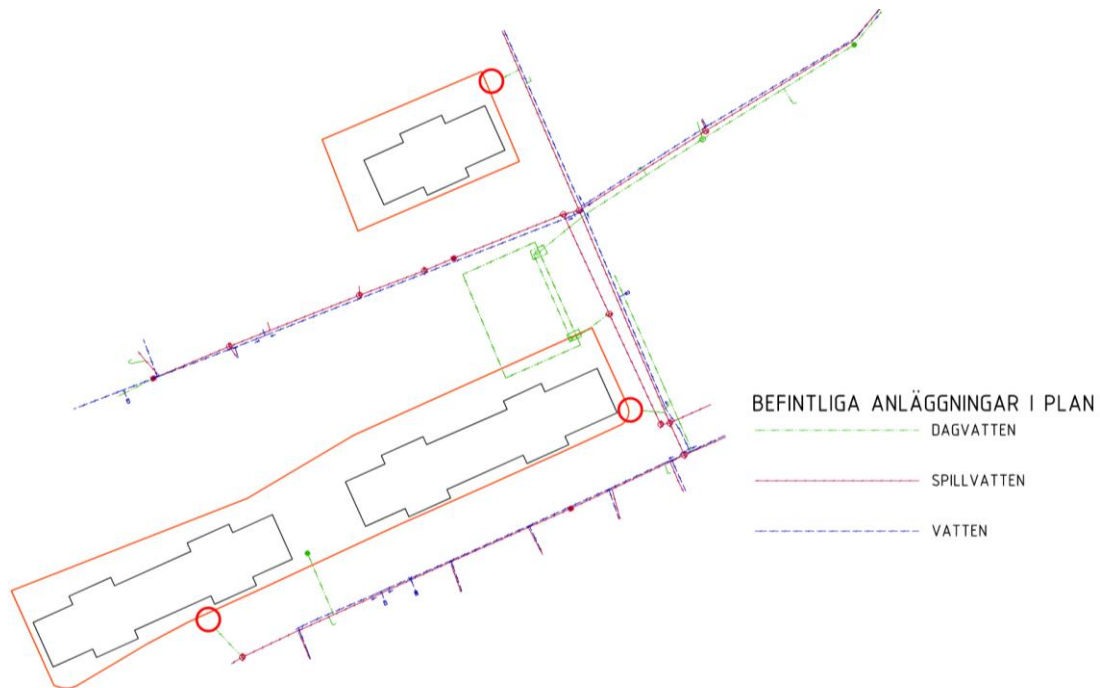 BEFINTLIGA ANLÄGGNINGAR I PLAN
DAGVATTEN
SPILLVATTEN
VATTEN